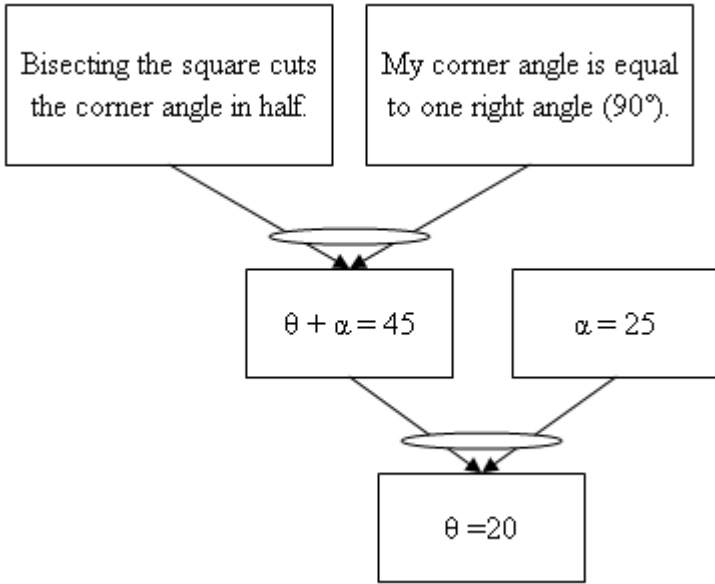 Bisecting the square cuts
the corner angle in half.
My corner angle is equal
to one right angle (90°).
θ + α = 45
α = 25
θ =20